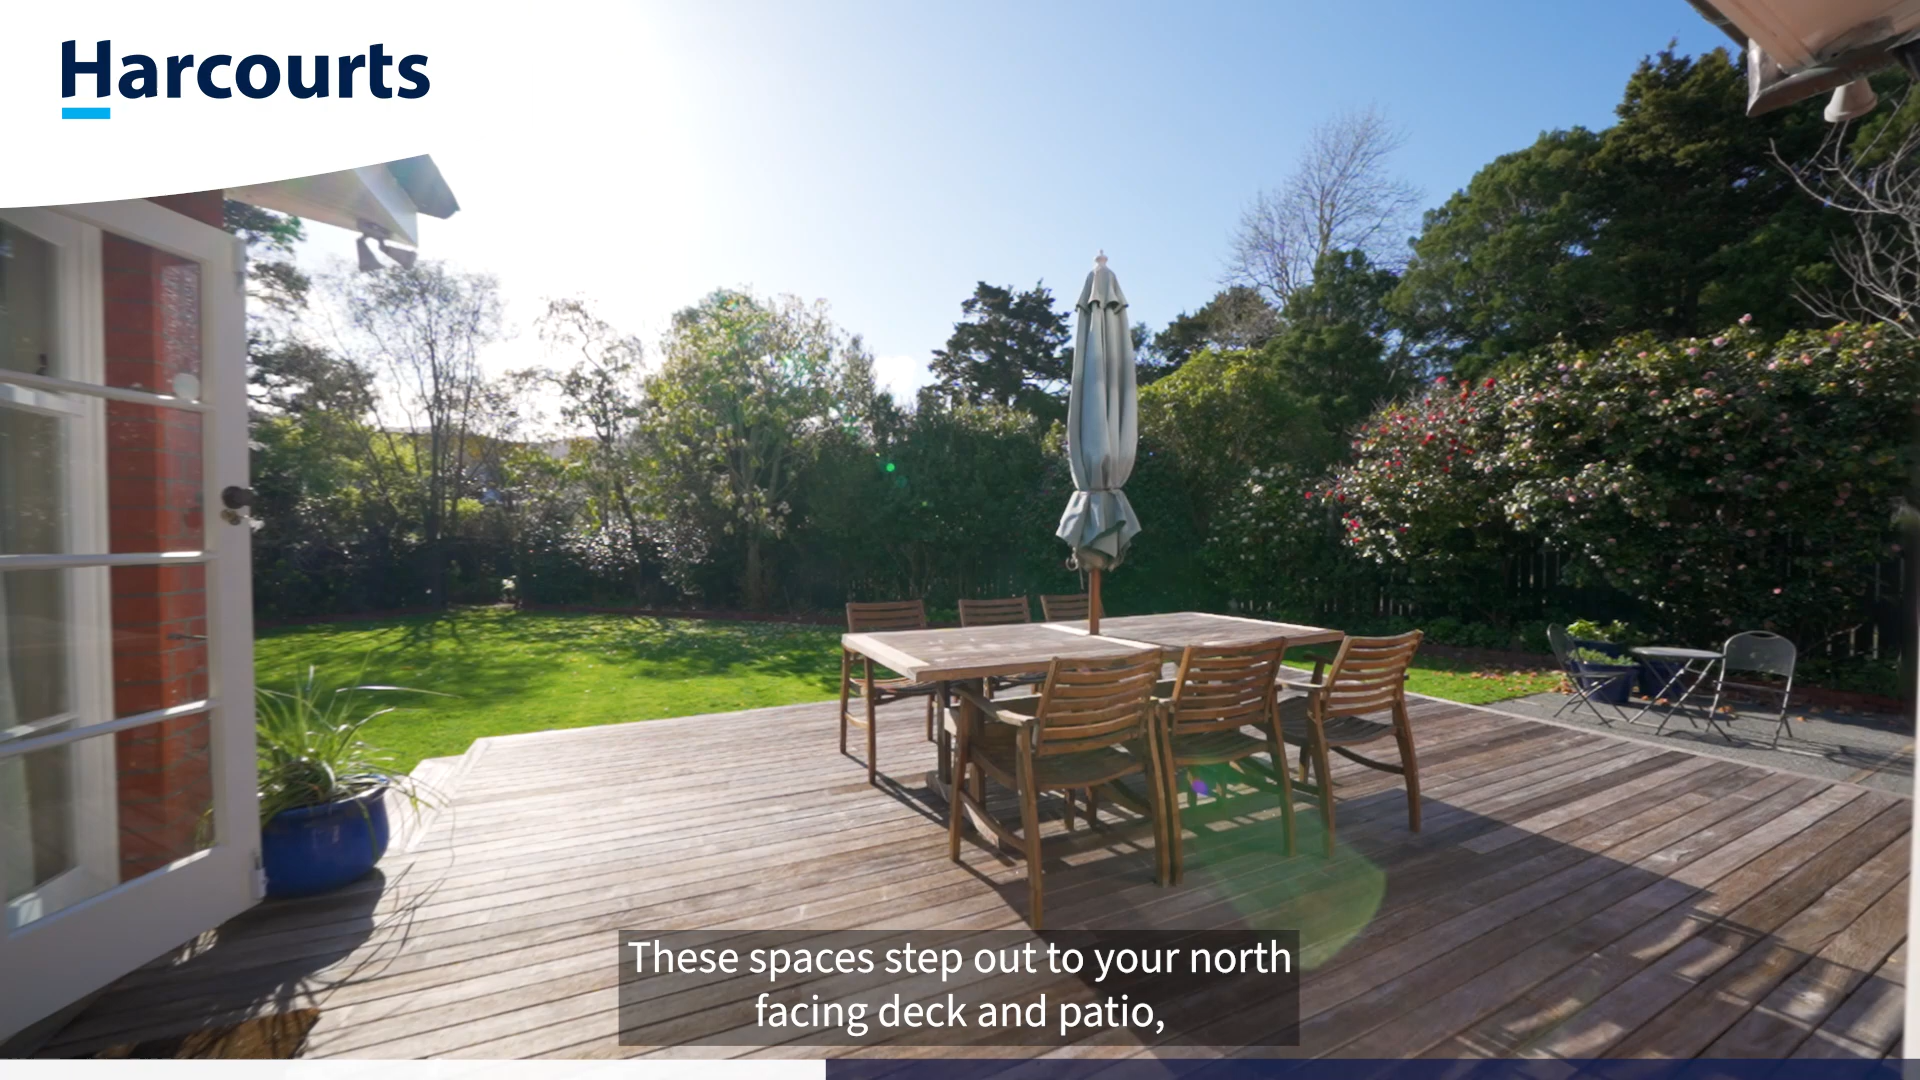 Harcourts
These spaces step out to your north
facing deck and patio,